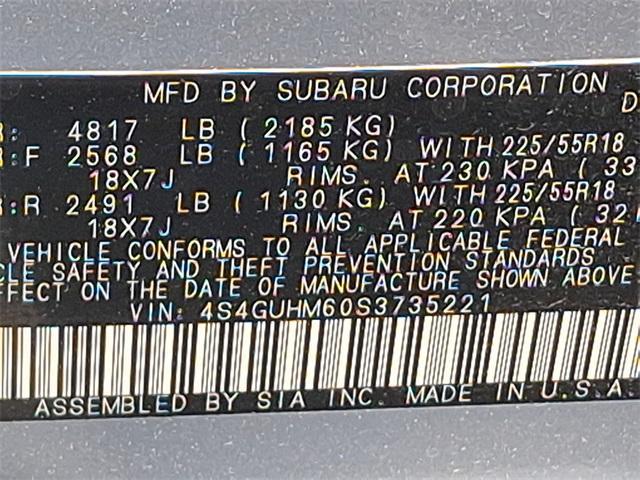 MFD BY SUBARU CORPORATION
D
R: 4817 LB ( 2185 KG)
R:F 2568 LB ( 1165 KG) WITH 225/55R18
18X7J RIMS. AT 230 KPA ( 33
R:R 2491 LB ( 1130 KG) WITH 225/55R18
18X7J RIMS. AT 220 KPA ( 32
VEHICLE CONFORMS TO ALL APPLICABLE FEDERAL
CLE SAFETY AND THEFT PREVENTION STANDARDS
FFECT ON THE DATE OF MANUFACTURE SHOWN ABOVE
VIN: 4S4GUHM60S3735221
ASSEMBLED BY SIA INC. MADE IN U.S.A